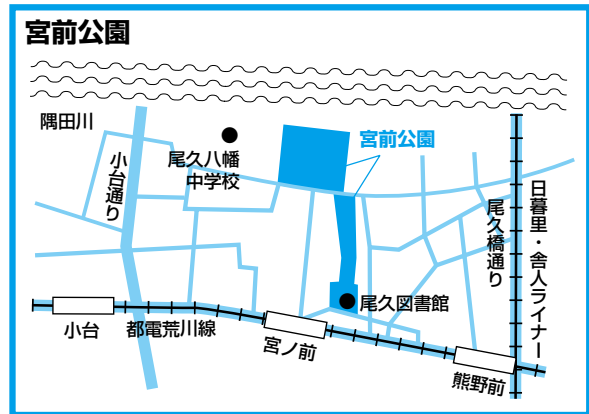 宮前公園
隅田川
小台通り
尾久八幡
中学校
宮前公園
尾久橋通り
日暮里・舎人ライナー
尾久図書館
小台
都電荒川線
宮ノ前
熊野前